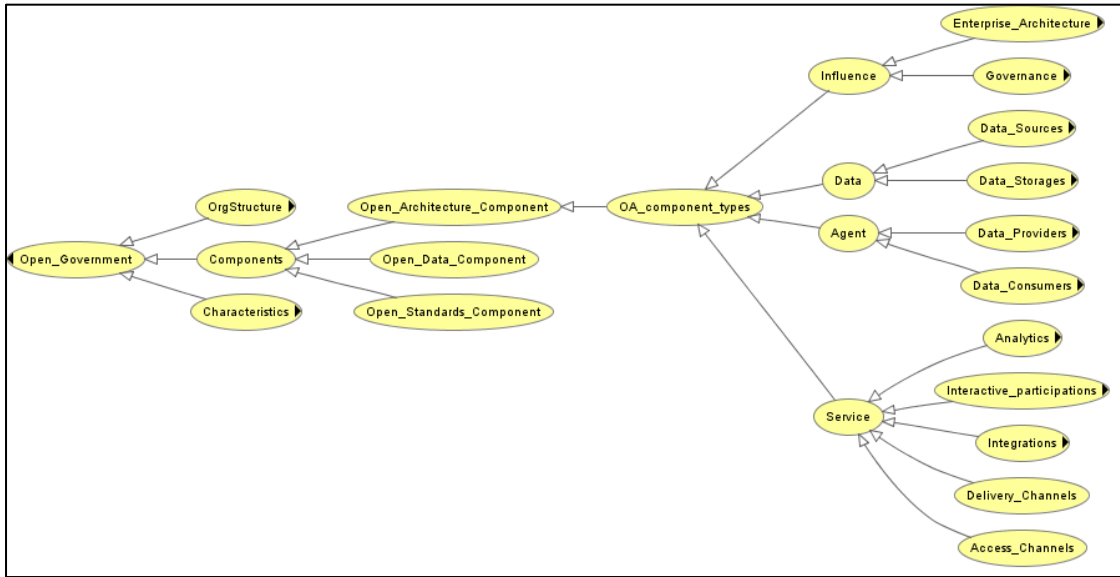 Enterprise_Architecture
Influence
Governance
Data_Sources
Data
Data_Storages
OrgStructure
Open_Architecture_Component
OA_component_types
Agent
Data_Providers
Open_Government
Components
Open_Data_Component
Data_Consumers
Characteristics
Open_Standards_Component
Analytics
Interactive_participations
Service
Integrations
Delivery_Channels
Access_Channels